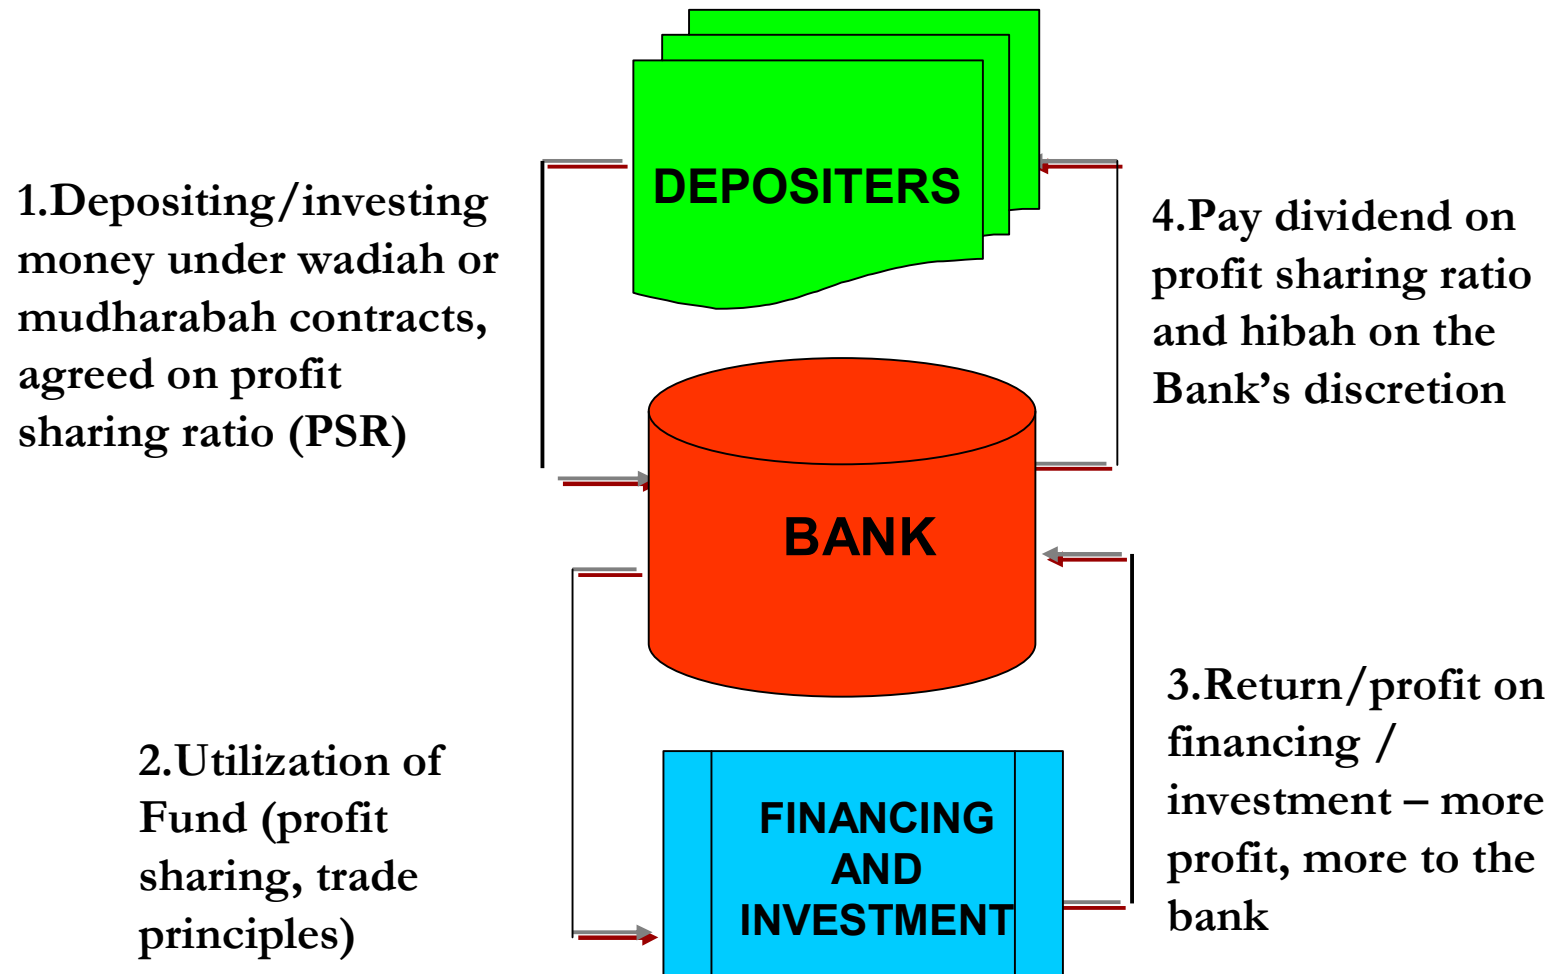 DEPOSITERS
1.Depositing/investing
money under wadiah or
mudharabah contracts,
agreed on profit
sharing ratio (PSR)
4.Pay dividend on
profit sharing ratio
and hibah on the
Bank’s discretion
BANK
2.Utilization of
Fund (profit
sharing, trade
principles)
FINANCING
AND
INVESTMENT
3.Return/profit on
financing /
investment – more
profit, more to the
bank